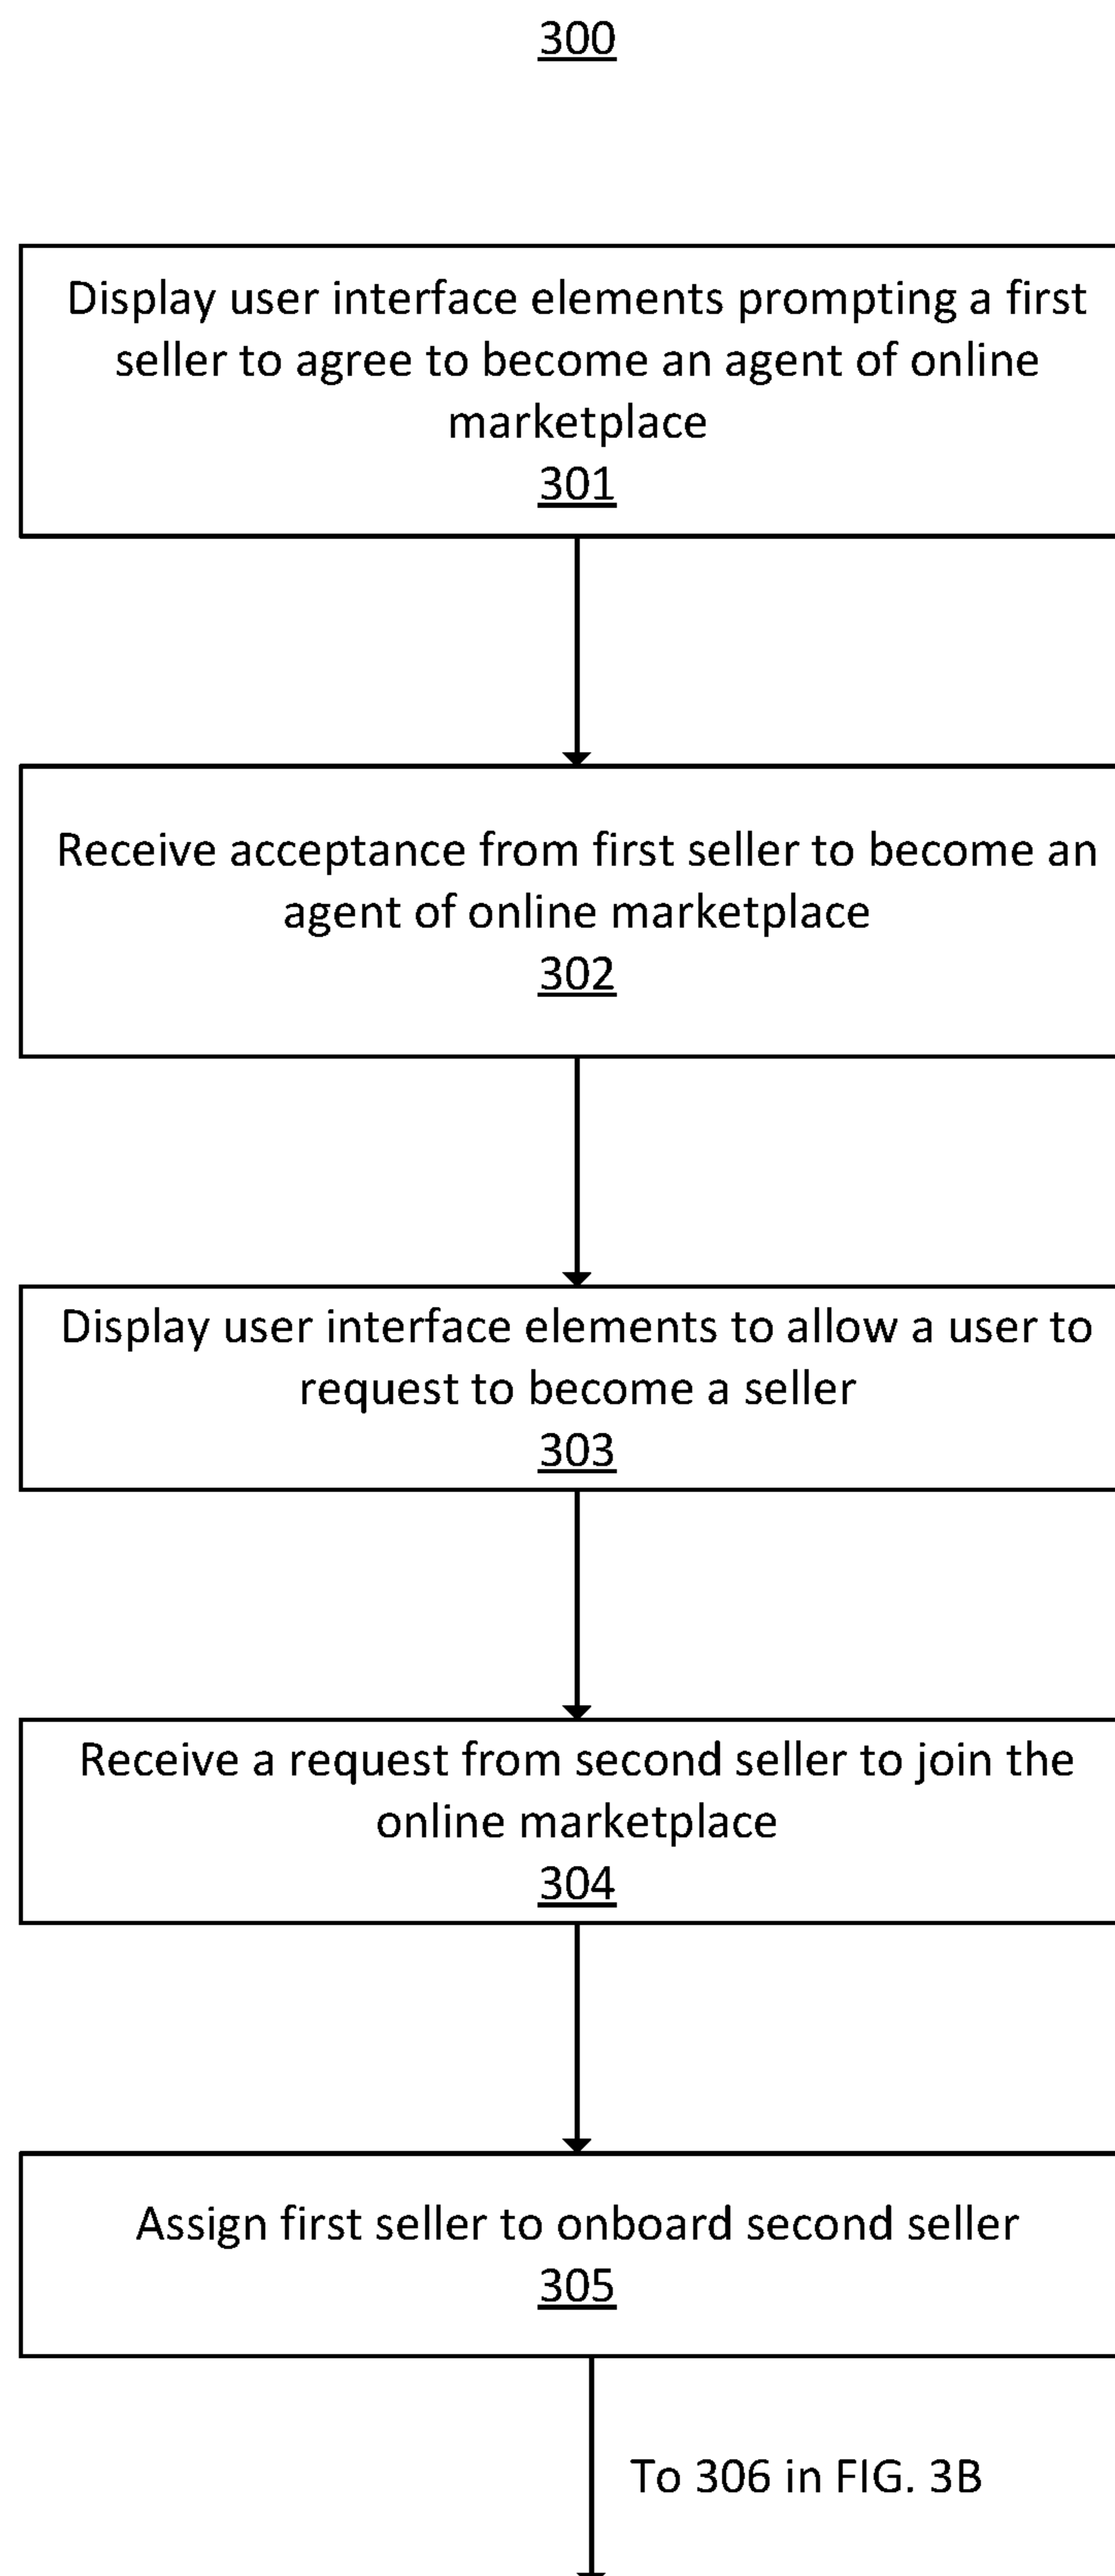 300
Display user interface elements prompting a first
seller to agree to become an agent of online
marketplace
301
Receive acceptance from first seller to become an
agent of online marketplace
302
Display user interface elements to allow a user to
request to become a seller
303
Receive a request from second seller to join the
online marketplace
304
Assign first seller to onboard second seller
305
To 306 in FIG. 3B